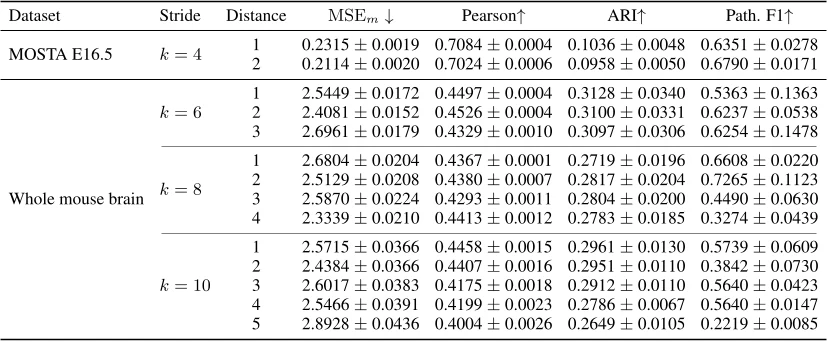 Dataset Stride Distance MSE_m ↓ Pearson↑ ARI↑ Path. F1↑
MOSTA E16.5 k = 4 1 0.2315 ± 0.0019 0.7084 ± 0.0004 0.1036 ± 0.0048 0.6351 ± 0.0278
2 0.2114 ± 0.0020 0.7024 ± 0.0006 0.0958 ± 0.0050 0.6790 ± 0.0171
Whole mouse brain k = 6 1 2.5449 ± 0.0172 0.4497 ± 0.0004 0.3128 ± 0.0340 0.5363 ± 0.1363
2 2.4081 ± 0.0152 0.4526 ± 0.0004 0.3100 ± 0.0331 0.6237 ± 0.0538
3 2.6961 ± 0.0179 0.4329 ± 0.0010 0.3097 ± 0.0306 0.6254 ± 0.1478
k = 8 1 2.6804 ± 0.0204 0.4367 ± 0.0001 0.2719 ± 0.0196 0.6608 ± 0.0220
2 2.5129 ± 0.0208 0.4380 ± 0.0007 0.2817 ± 0.0204 0.7265 ± 0.1123
3 2.5870 ± 0.0224 0.4293 ± 0.0011 0.2804 ± 0.0200 0.4490 ± 0.0630
4 2.3339 ± 0.0210 0.4413 ± 0.0012 0.2783 ± 0.0185 0.3274 ± 0.0439
k = 10 1 2.5715 ± 0.0366 0.4458 ± 0.0015 0.2961 ± 0.0130 0.5739 ± 0.0609
2 2.4384 ± 0.0366 0.4407 ± 0.0016 0.2951 ± 0.0110 0.3842 ± 0.0730
3 2.6017 ± 0.0383 0.4175 ± 0.0018 0.2912 ± 0.0110 0.5640 ± 0.0423
4 2.5466 ± 0.0391 0.4199 ± 0.0023 0.2786 ± 0.0067 0.5640 ± 0.0147
5 2.8928 ± 0.0436 0.4004 ± 0.0026 0.2649 ± 0.0105 0.2219 ± 0.0085